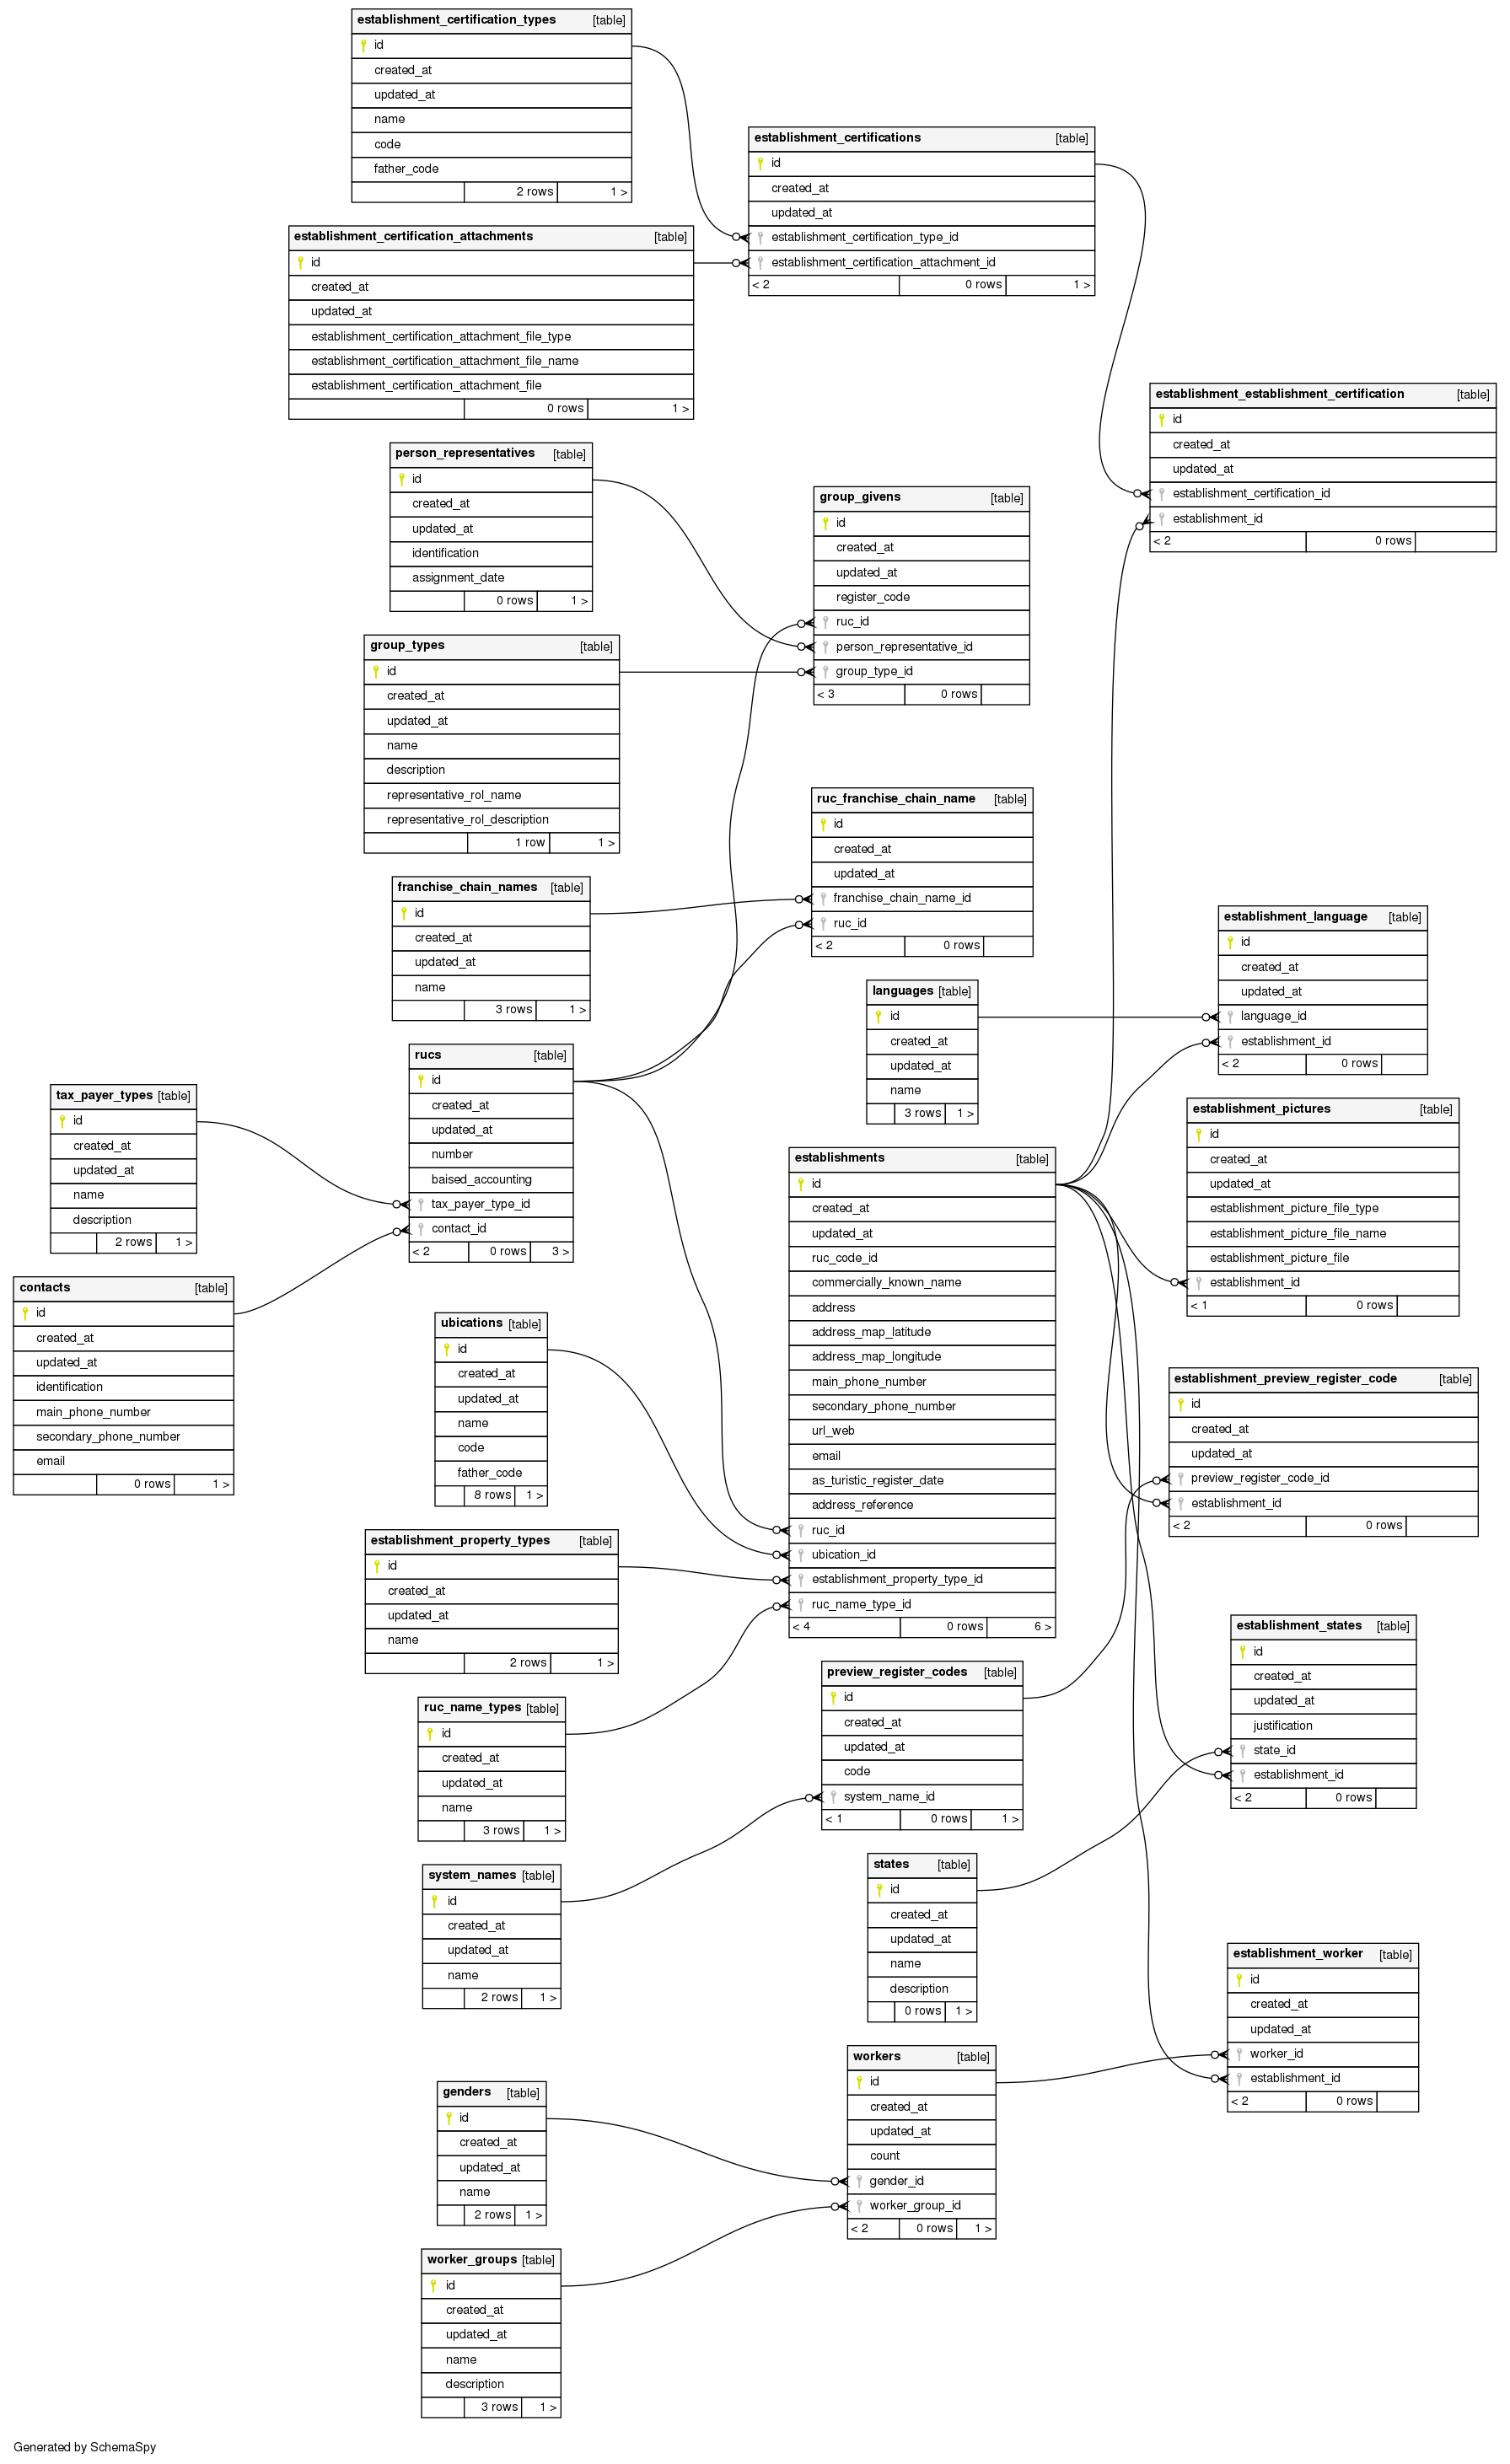 establishment_certification_types [table]
id
created_at
updated_at
name
code
father_code
2 rows 1 >
establishment_certifications [table]
id
created_at
updated_at
establishment_certification_type_id
establishment_certification_attachment_id
< 2 0 rows 1 >
establishment_certification_attachments [table]
id
created_at
updated_at
establishment_certification_attachment_file_type
establishment_certification_attachment_file_name
establishment_certification_attachment_file
0 rows 1 >
establishment_establishment_certification [table]
id
created_at
updated_at
establishment_certification_id
establishment_id
< 2 0 rows
person_representatives [table]
id
created_at
updated_at
identification
assignment_date
0 rows 1 >
group_givens [table]
id
created_at
updated_at
register_code
ruc_id
person_representative_id
group_type_id
< 3 0 rows
group_types [table]
id
created_at
updated_at
name
description
representative_rol_name
representative_rol_description
1 row 1 >
ruc_franchise_chain_name [table]
id
created_at
updated_at
franchise_chain_name_id
ruc_id
< 2 0 rows
franchise_chain_names [table]
id
created_at
updated_at
name
3 rows 1 >
establishment_language [table]
id
created_at
updated_at
language_id
establishment_id
< 2 0 rows
languages [table]
id
created_at
updated_at
name
3 rows 1 >
rucs [table]
id
created_at
updated_at
number
baised_accounting
tax_payer_type_id
contact_id
< 2 0 rows 3 >
tax_payer_types [table]
id
created_at
updated_at
name
description
2 rows 1 >
establishment_pictures [table]
id
created_at
updated_at
establishment_picture_file_type
establishment_picture_file_name
establishment_picture_file
establishment_id
< 1 0 rows
establishments [table]
id
created_at
updated_at
ruc_code_id
commercially_known_name
address
address_map_latitude
address_map_longitude
main_phone_number
secondary_phone_number
url_web
email
as_turistic_register_date
address_reference
ruc_id
ubication_id
establishment_property_type_id
ruc_name_type_id
< 4 0 rows 6 >
contacts [table]
id
created_at
updated_at
identification
main_phone_number
secondary_phone_number
email
0 rows 1 >
ubications [table]
id
created_at
updated_at
name
code
father_code
8 rows 1 >
establishment_preview_register_code [table]
id
created_at
updated_at
preview_register_code_id
establishment_id
< 2 0 rows
establishment_property_types [table]
id
created_at
updated_at
name
2 rows 1 >
establishment_states [table]
id
created_at
updated_at
justification
state_id
establishment_id
< 2 0 rows
preview_register_codes [table]
id
created_at
updated_at
code
system_name_id
< 1 0 rows 1 >
ruc_name_types [table]
id
created_at
updated_at
name
3 rows 1 >
system_names [table]
id
created_at
updated_at
name
2 rows 1 >
states [table]
id
created_at
updated_at
name
description
0 rows 1 >
establishment_worker [table]
id
created_at
updated_at
worker_id
establishment_id
< 2 0 rows
workers [table]
id
created_at
updated_at
count
gender_id
worker_group_id
< 2 0 rows 1 >
genders [table]
id
created_at
updated_at
name
2 rows 1 >
worker_groups [table]
id
created_at
updated_at
name
description
3 rows 1 >
Generated by SchemaSpy